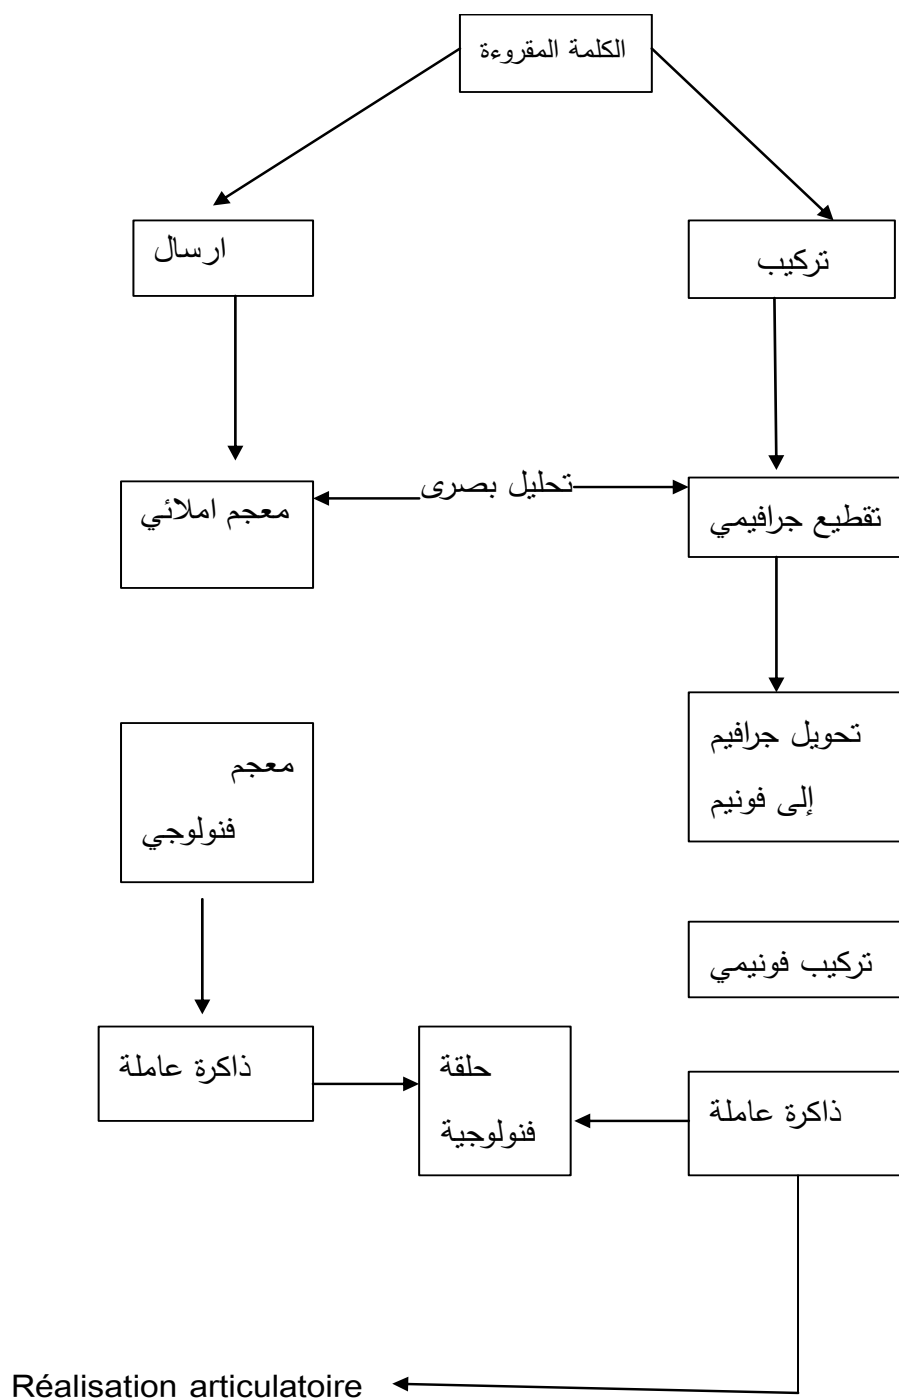 الكلمة المقروءة
تركيب
ارسال
تقطيع جرافيمي
تحليل بصرى
معجم املائي
تحويل جرافيم
إلى فونيم
معجم
فنولوجي
تركيب فونيمي
ذاكرة عاملة
حلقة
فنولوجية
ذاكرة عاملة
Réalisation articulatoire